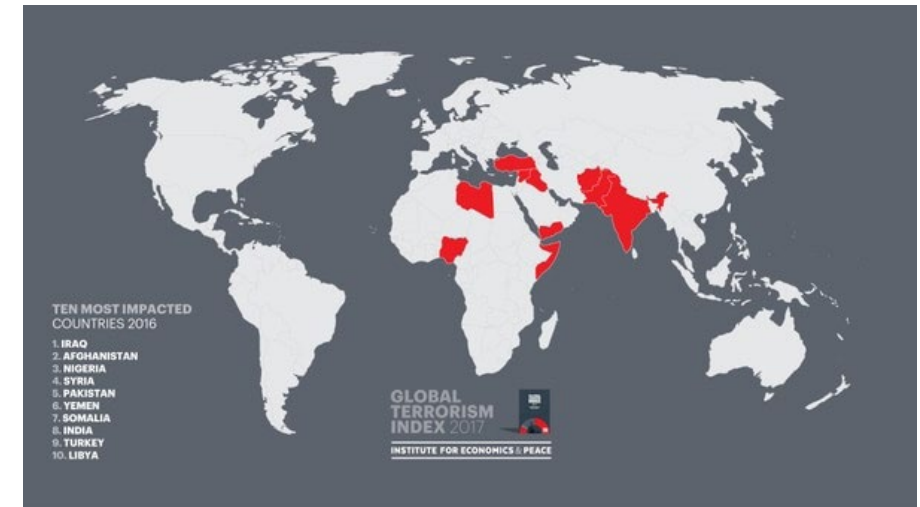 TEN MOST IMPACTED
COUNTRIES 2016
1. IRAQ
2. AFGHANISTAN
3. NIGERIA
4. SYRIA
5. PAKISTAN
6. YEMEN
7. SOMALIA
8. INDIA
9. TURKEY
10. LIBYA
GLOBAL
TERRORISM
INDEX 2017
INSTITUTE FOR ECONOMICS & PEACE